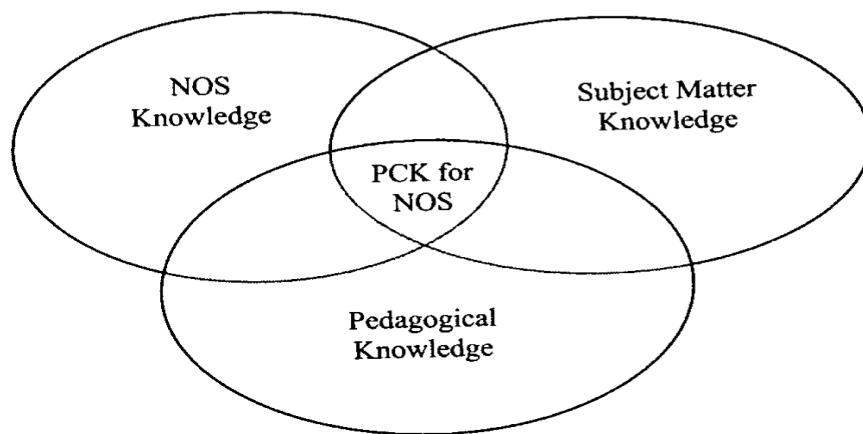 NOS
Knowledge
Subject Matter
Knowledge
PCK for
NOS
Pedagogical
Knowledge